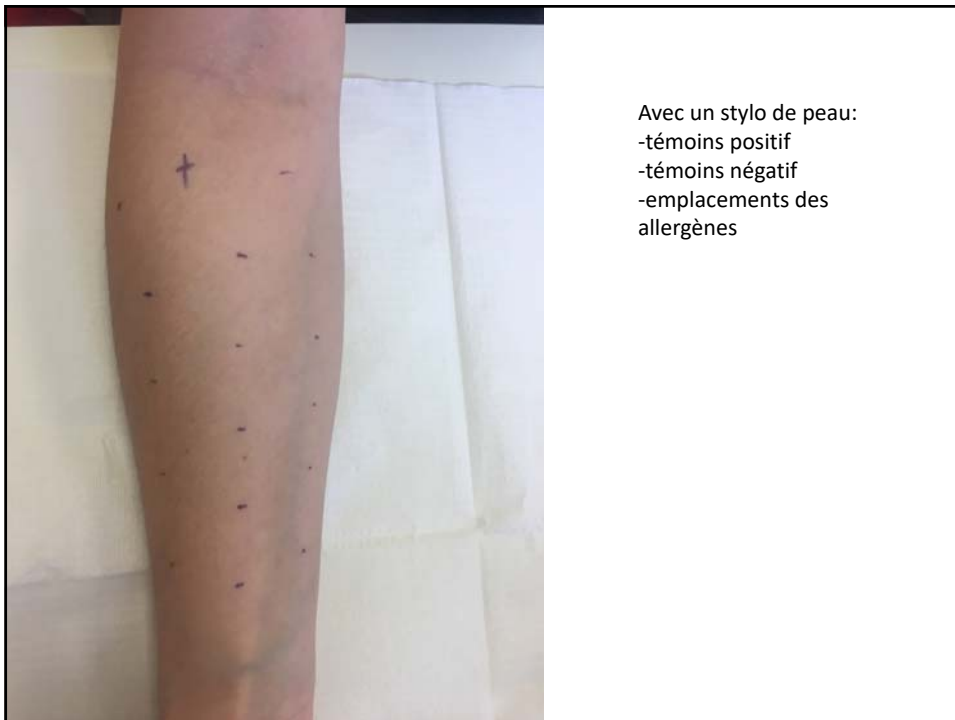 Avec un stylo de peau:
-témoins positif
-témoins négatif
-emplacements des
allergènes